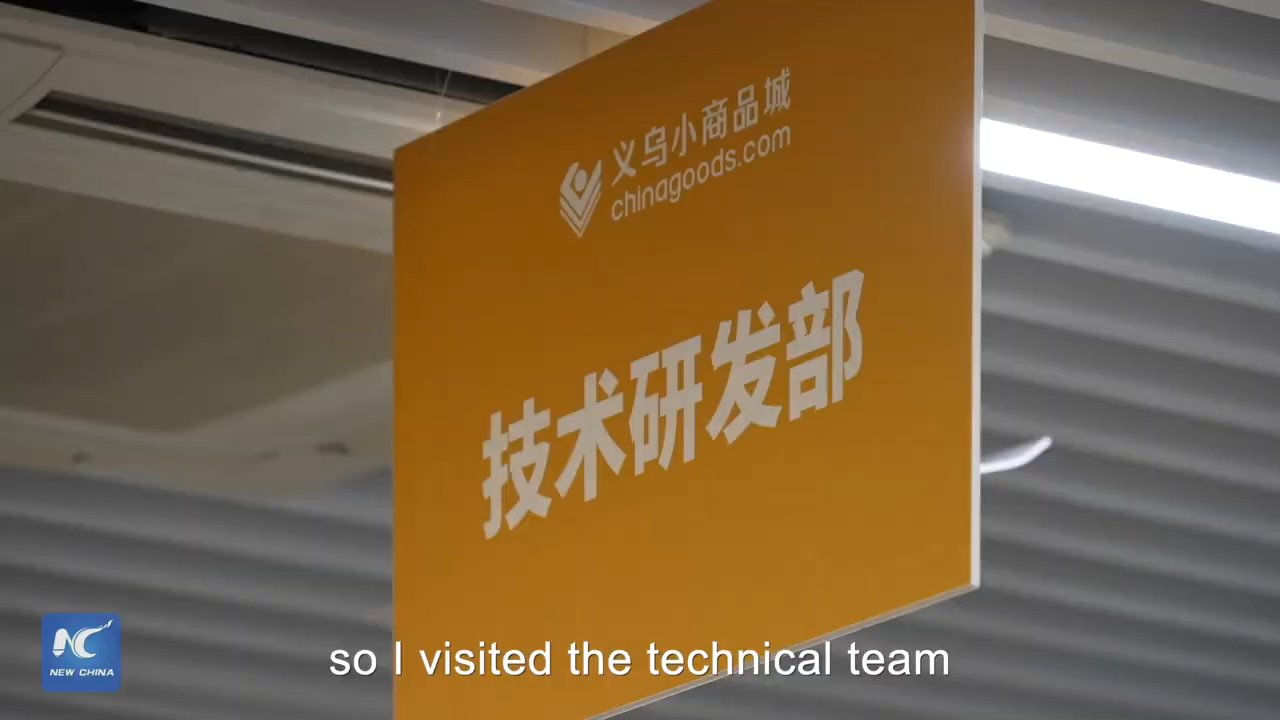 义乌小商品城
chinagoods.com
技术研发部
so I visited the technical team
NEW CHINA